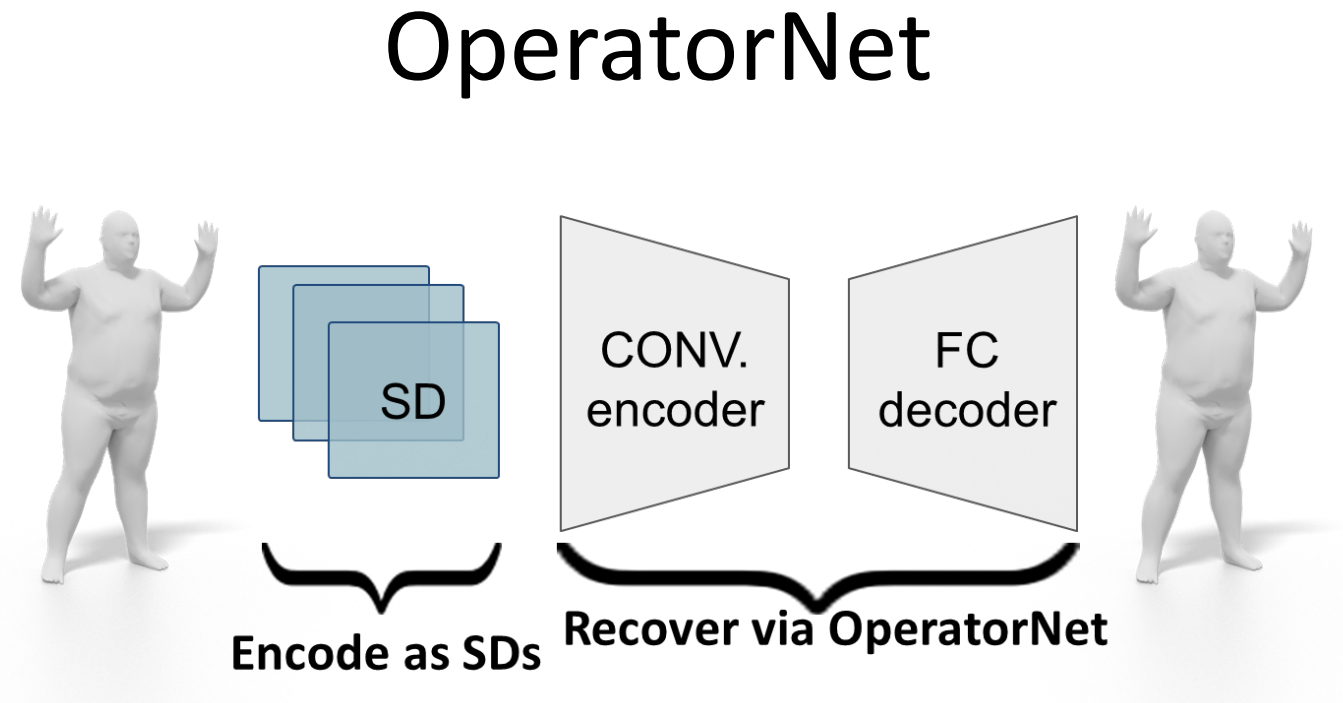 OperatorNet
SD
CONV.
encoder
FC
decoder
Encode as SDs
Recover via OperatorNet